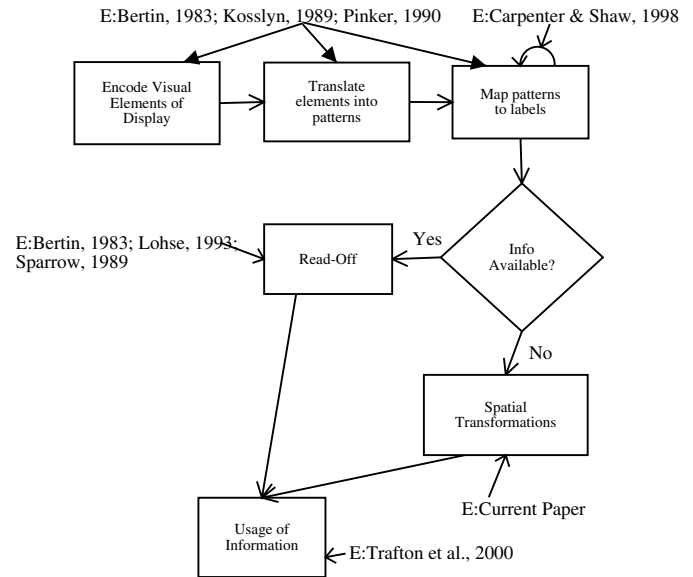 E:Bertin, 1983; Kosslyn, 1989; Pinker, 1990
E:Carpenter & Shaw, 1998
Encode Visual
Elements of
Display
Translate
elements into
patterns
Map patterns
to labels
E:Bertin, 1983; Lohse, 1993;
Sparrow, 1989
Read-Off
Yes
Info
Available?
No
Spatial
Transformations
E:Current Paper
Usage of
Information
E:Trafton et al., 2000